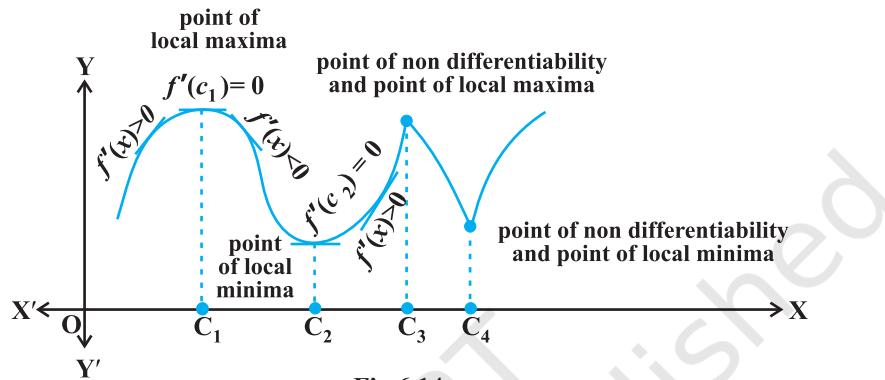 point of
local maxima
Y
f′(c₁)= 0
point of non differentiability
and point of local maxima
f′(x)>0
f′(x)<0
f′(c₂) = 0
f′(x)>0
point
of local
minima
point of non differentiability
and point of local minima
X′
O
C₁
C₂
C₃
C₄
X
Y′